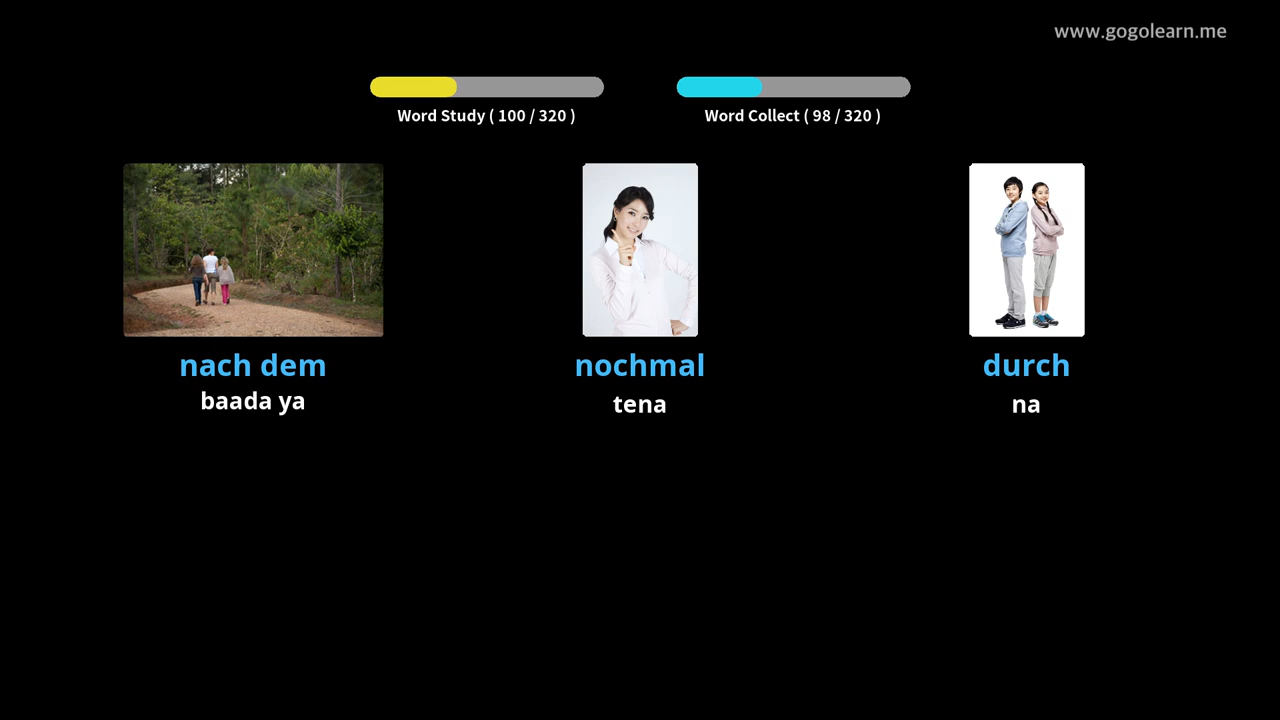 www.gogolearn.me
Word Study ( 100 / 320 )
Word Collect ( 98 / 320 )
nach dem
baada ya
nochmal
tena
durch
na